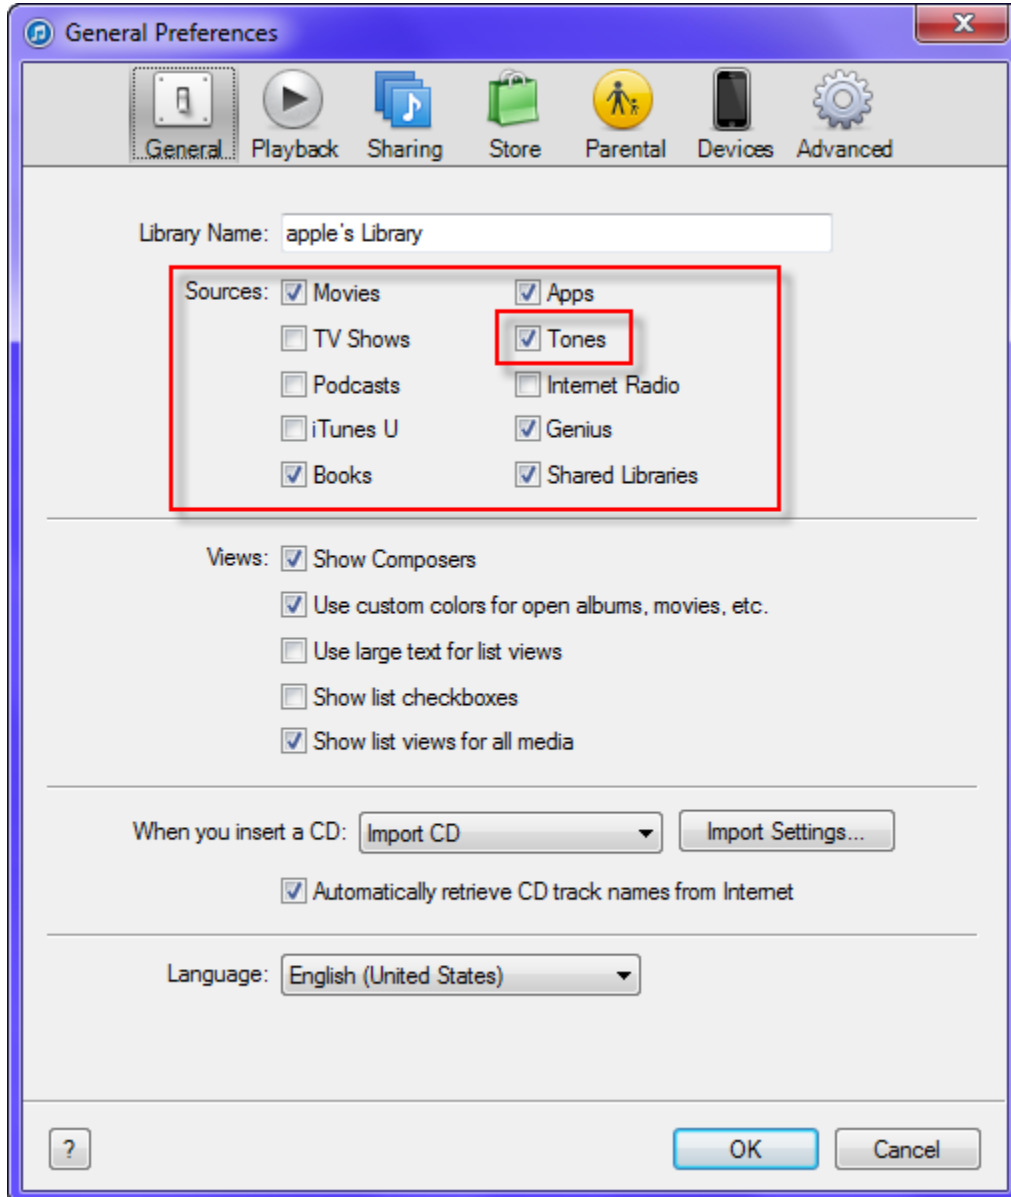 General Preferences
X
General Playback Sharing Store Parental Devices Advanced
Library Name: apple's Library
Sources: Movies Apps
TV Shows Tones
Podcasts Internet Radio
iTunes U Genius
Books Shared Libraries
Views: Show Composers
Use custom colors for open albums, movies, etc.
Use large text for list views
Show list checkboxes
Show list views for all media
When you insert a CD: Import CD Import Settings...
Automatically retrieve CD track names from Internet
Language: English (United States)
? OK Cancel